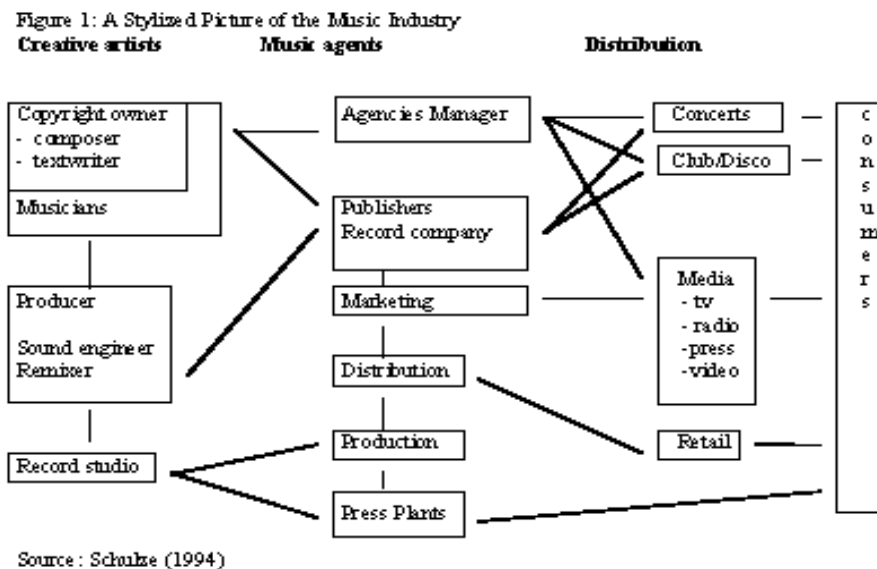 Figure 1: A Stylized Picture of the Music Industry
Creative artists Music agents Distribution
Copyright owner
- composer
- textwriter
Musicians
Producer
Sound engineer
Remixer
Record studio
Agencies Manager
Publishers
Record company
Marketing
Distribution
Production
Press Plants
Concerts
Club/Disco
Media
- tv
- radio
-press
-video
Retail
c
o
n
s
u
m
e
r
s
Source: Schulze (1994)